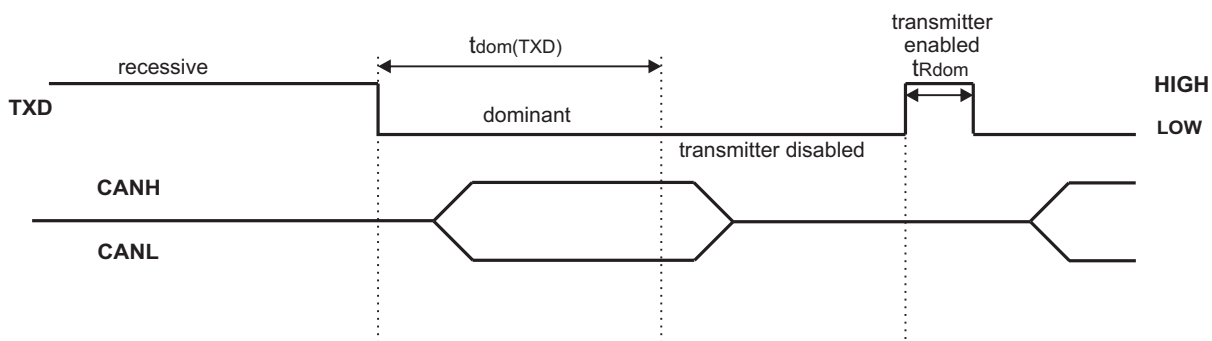 transmitter
enabled
tdom(TXD)
tRdom
recessive
HIGH
TXD
dominant
LOW
transmitter disabled
CANH
CANL